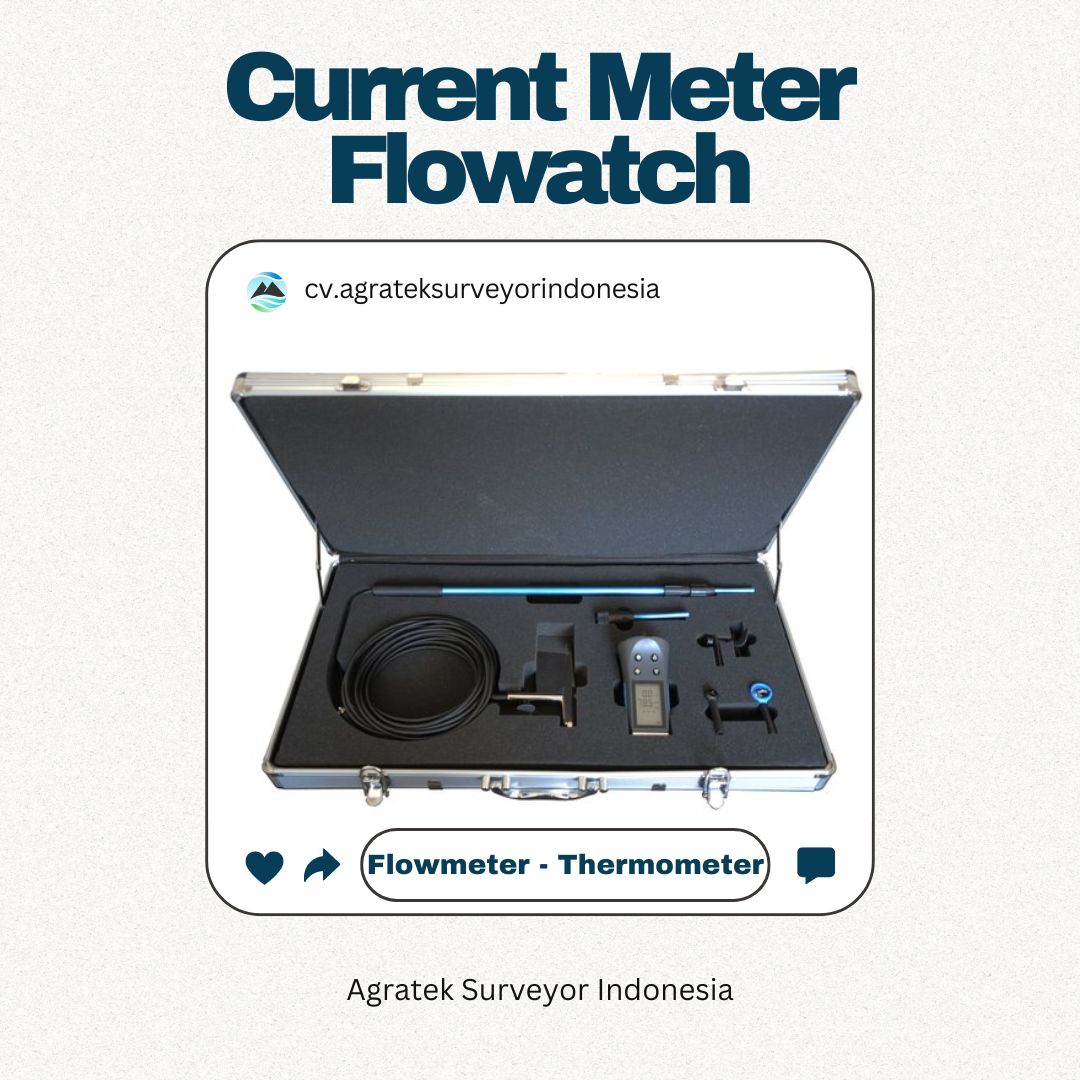 Current Meter
Flowatch
cv.agrateksurveyorindonesia
Flowmeter - Thermometer
Agratek Surveyor Indonesia